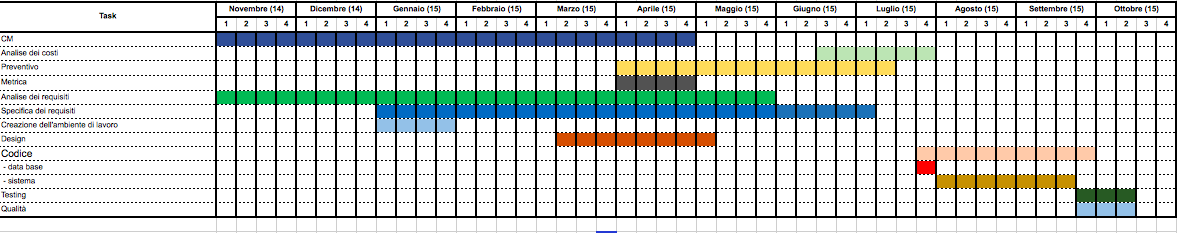 Task Novembre (14) Dicembre (14) Gennaio (15) Febbraio (15) Marzo (15) Aprile (15) Maggio (15) Giugno (15) Luglio (15) Agosto (15) Settembre (15) Ottobre (15)
1 2 3 4 1 2 3 4 1 2 3 4 1 2 3 4 1 2 3 4 1 2 3 4 1 2 3 4 1 2 3 4 1 2 3 4 1 2 3 4 1 2 3 4 1 2 3 4
CM
Analise dei costi
Preventivo
Metrica
Analise dei requisiti
Specifica dei requisiti
Creazione dell'ambiente di lavoro
Design
Codice
- data base
- sistema
Testing
Qualità